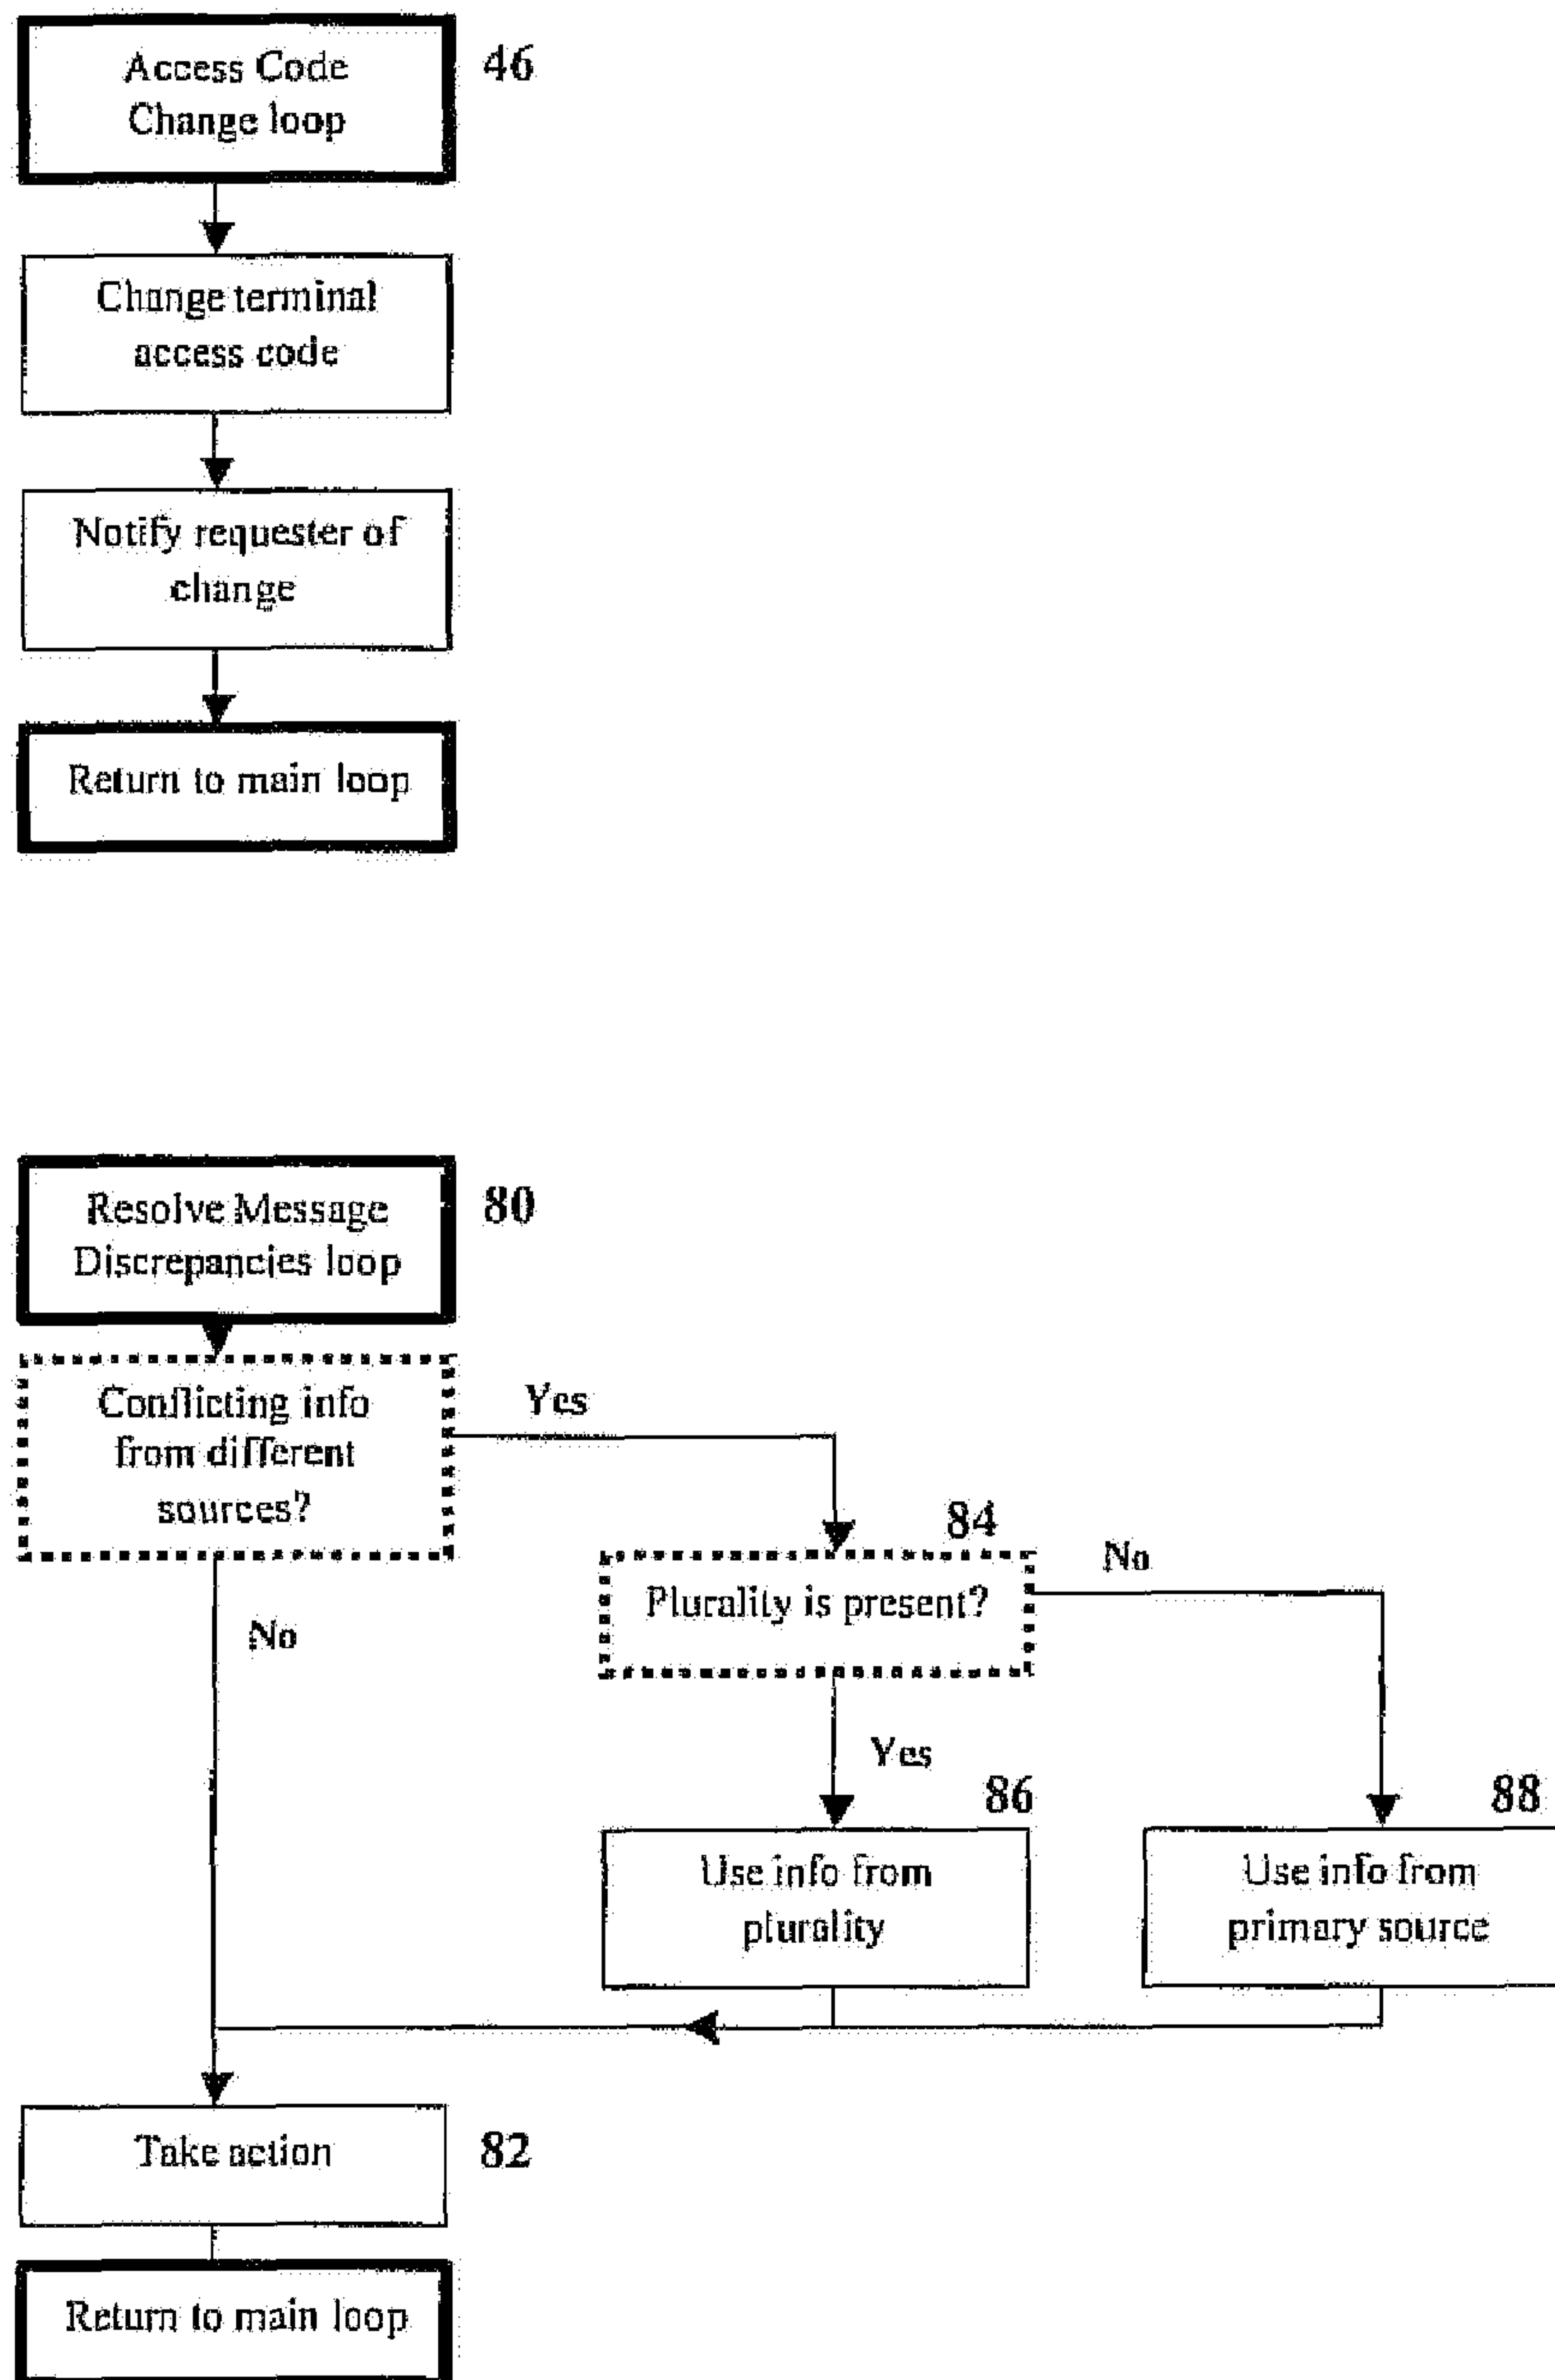 Access Code
Change loop
46
Change terminal
access code
Notify requester of
change
Return to main loop
Resolve Message
Discrepancies loop
80
Conflicting info
from different
sources?
Yes
84
Plurality is present?
No
No
Yes
86
88
Use info from
plurality
Use info from
primary source
Take action
82
Return to main loop